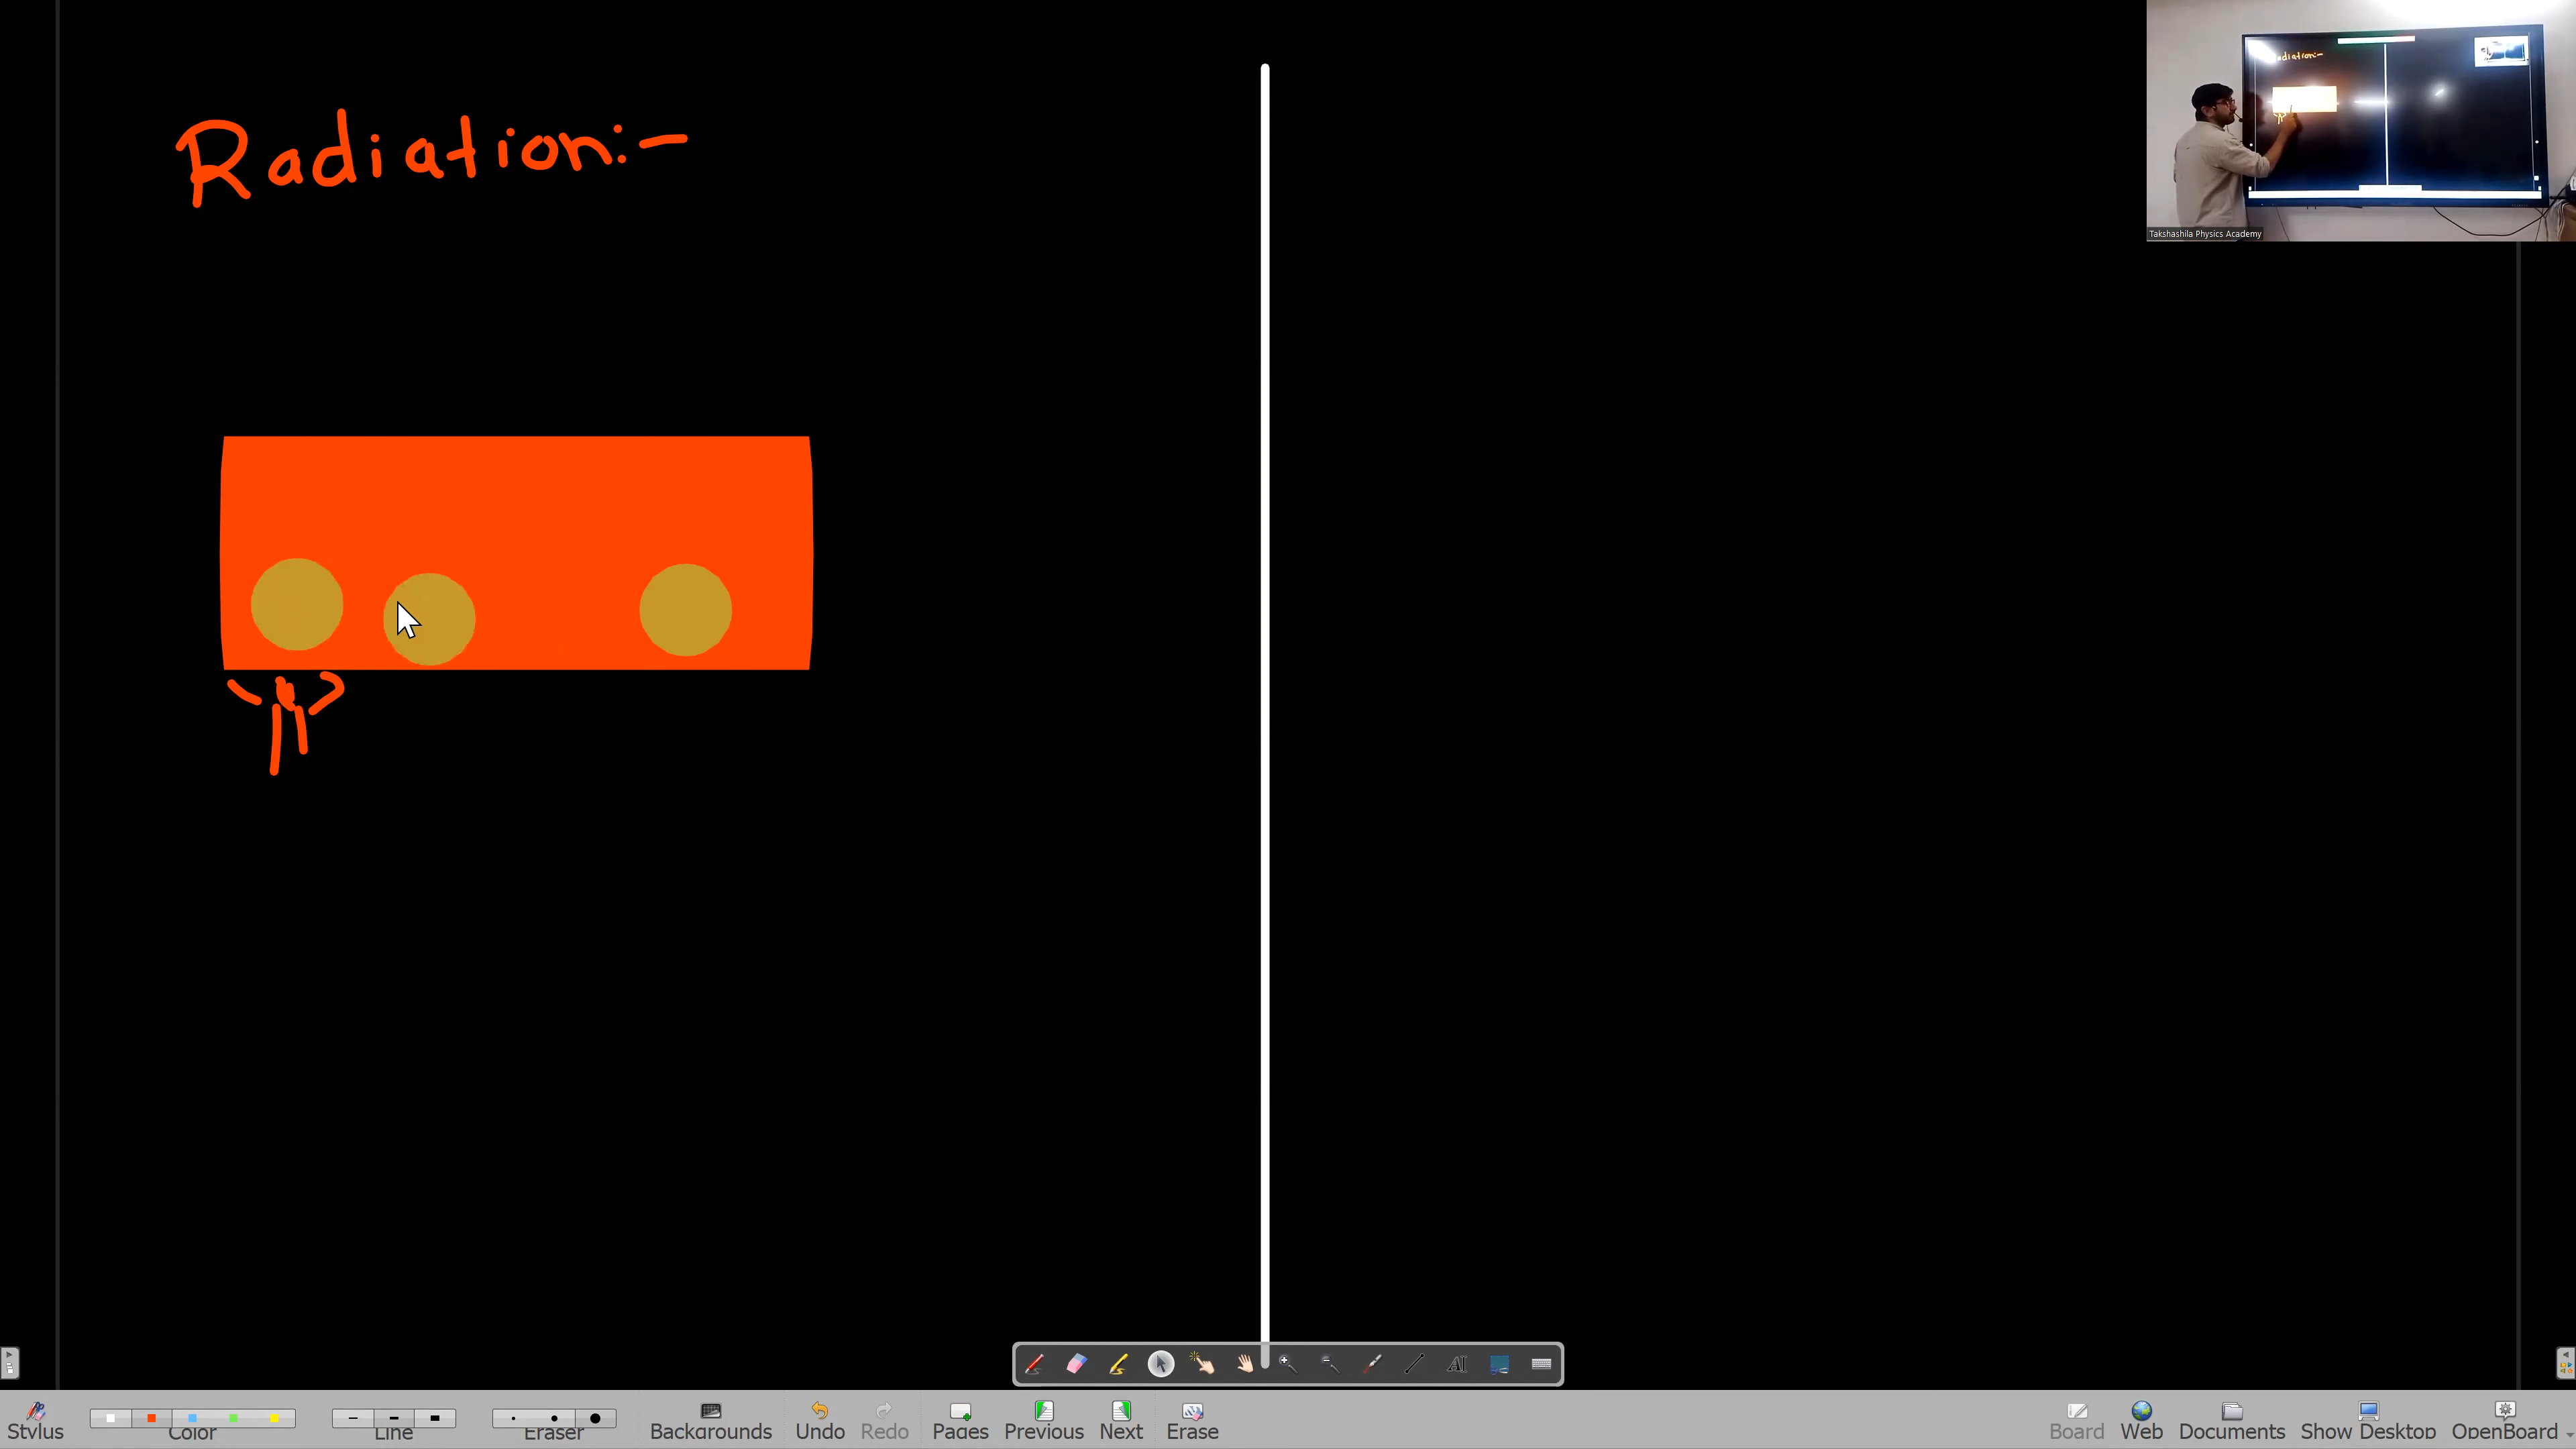 Radiation:-
Takshashila Physics Academy
Stylus
Color
Line
Eraser
Backgrounds
Undo
Redo
Pages
Previous
Next
Erase
Board
Web
Documents
Show Desktop
OpenBoard